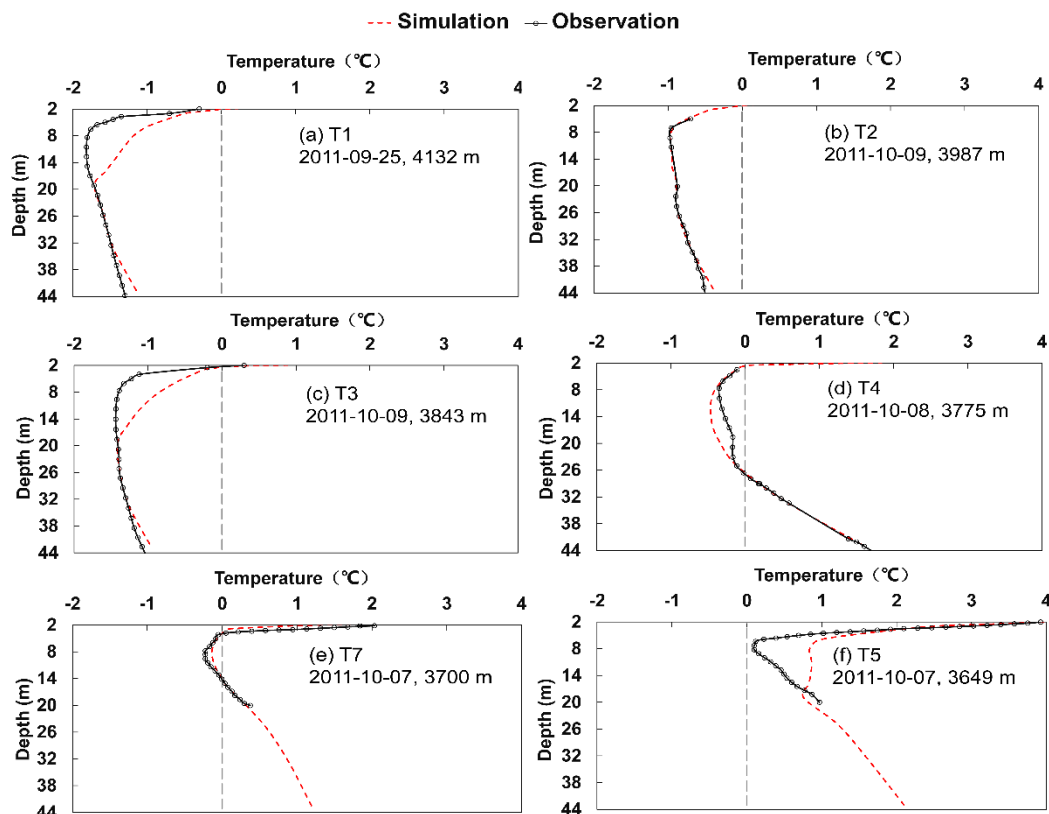 Simulation Observation
Temperature（℃） Temperature（℃）
-2 -1 0 1 2 3 4 -2 -1 0 1 2 3 4
2 8 14 20 26 32 38 44
Depth (m)
(a) T1
2011-09-25, 4132 m
2 8 14 20 26 32 38 44
Depth (m)
(b) T2
2011-10-09, 3987 m
Temperature（℃） Temperature（℃）
-2 -1 0 1 2 3 4 -2 -1 0 1 2 3 4
2 8 14 20 26 32 38 44
Depth (m)
(c) T3
2011-10-09, 3843 m
2 8 14 20 26 32 38 44
Depth (m)
(d) T4
2011-10-08, 3775 m
Temperature（℃） Temperature（℃）
-2 -1 0 1 2 3 4 -2 -1 0 1 2 3 4
2 8 14 20 26 32 38 44
Depth (m)
(e) T7
2011-10-07, 3700 m
2 8 14 20 26 32 38 44
Depth (m)
(f) T5
2011-10-07, 3649 m